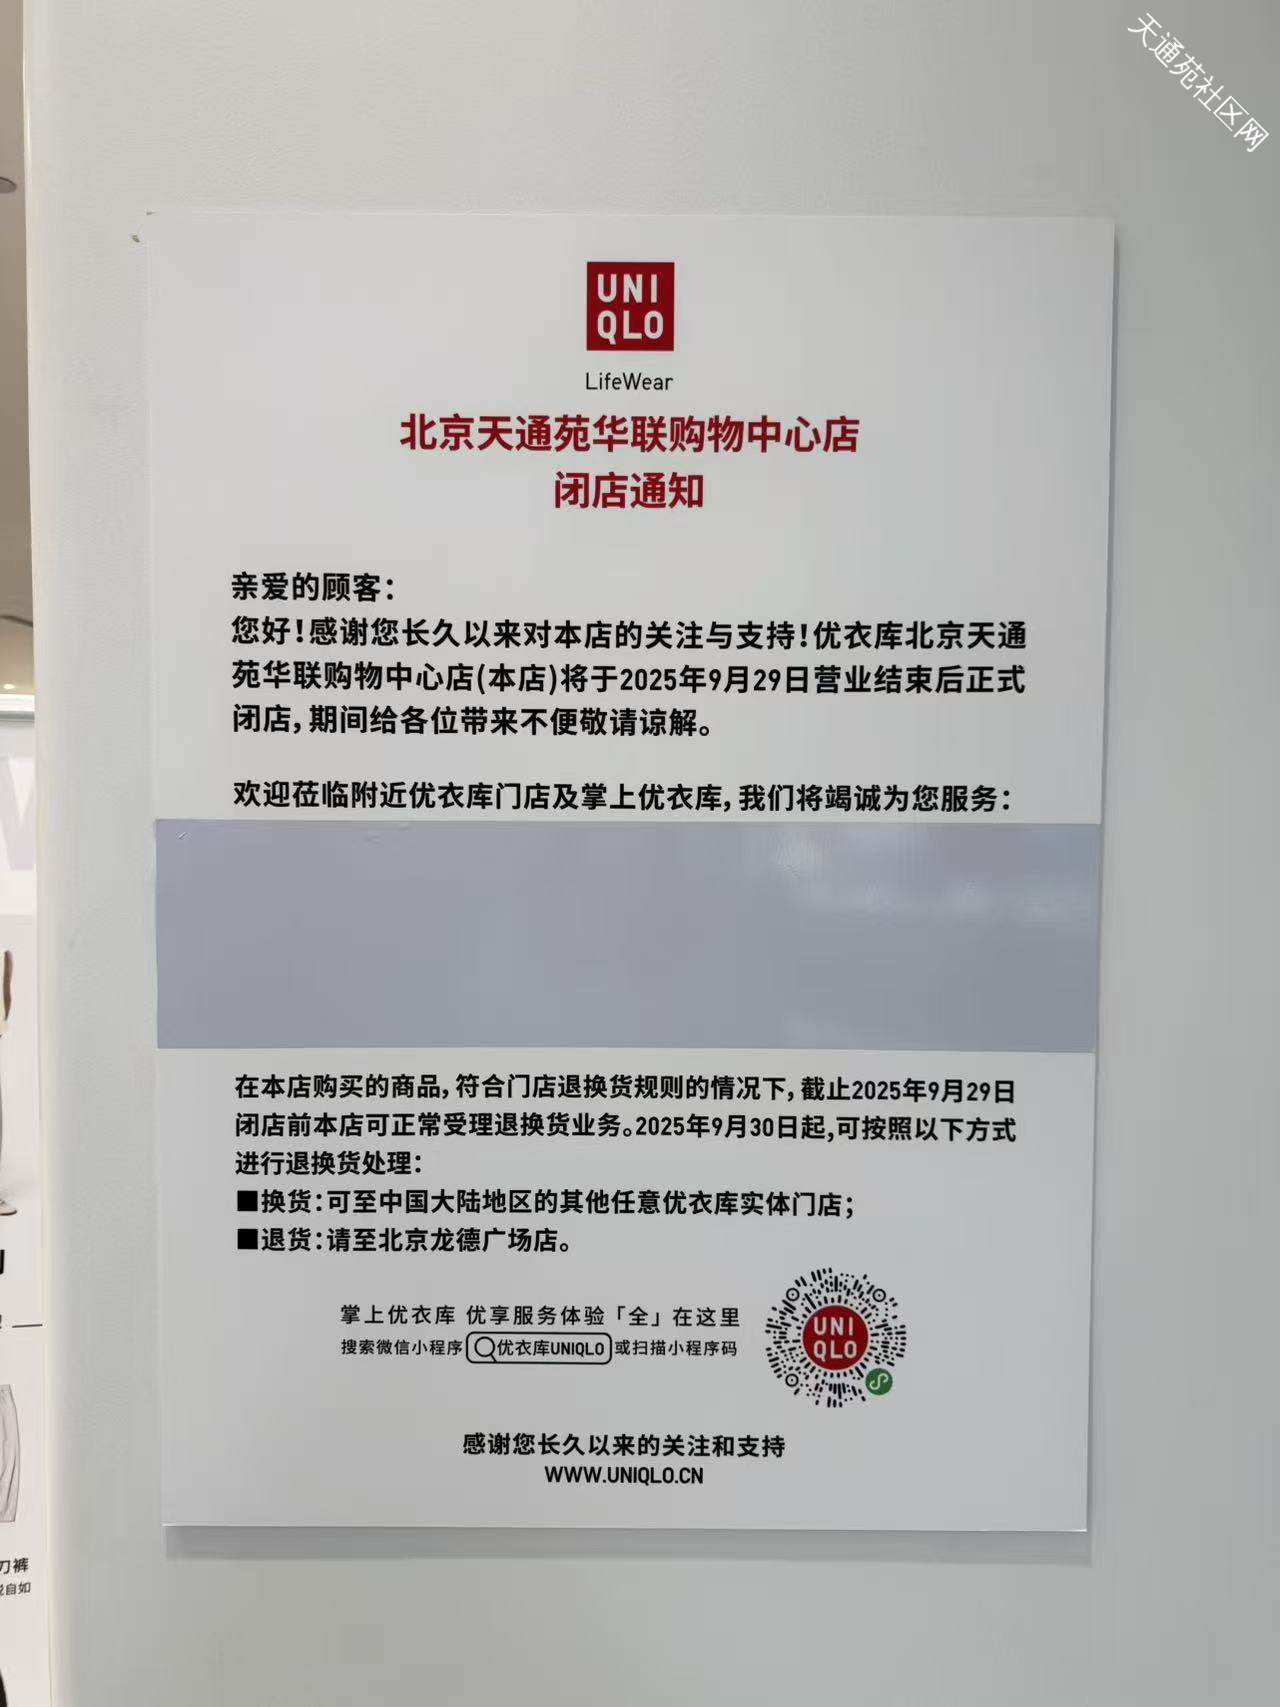 天通苑社区网
UNI
QLO
LifeWear
北京天通苑华联购物中心店
闭店通知
亲爱的顾客：
您好！感谢您长久以来对本店的关注与支持！优衣库北京天通
苑华联购物中心店(本店)将于2025年9月29日营业结束后正式
闭店，期间给各位带来不便敬请谅解。
欢迎莅临附近优衣库门店及掌上优衣库，我们将竭诚为您服务：
在本店购买的商品，符合门店退换货规则的情况下，截止2025年9月29日
闭店前本店可正常受理退换货业务。2025年9月30日起,可按照以下方式
进行退换货处理：
■换货：可至中国大陆地区的其他任意优衣库实体门店；
■退货：请至北京龙德广场店。
掌上优衣库 优享服务体验「全」在这里
搜索微信小程序 优衣库UNIQLO 或扫描小程序码
UNI
QLO
感谢您长久以来的关注和支持
WWW.UNIQLO.CN
刀裤
自如